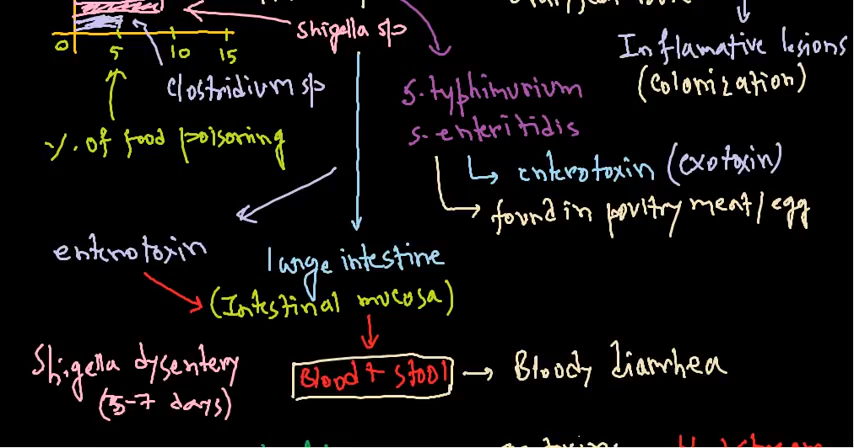 Shigella sp
0 5 10 15
Clostridium sp
Inflamative lesions
(colonization)
S. typhimurium
S. enteritidis
%. of food poisoning
enterotoxin (exotoxin)
found in poultry meat/egg
enterotoxin
large intestine
(Intestinal mucosa)
Shigella dysentery
(5-7 days)
Blood + stool
Bloody diarrhea